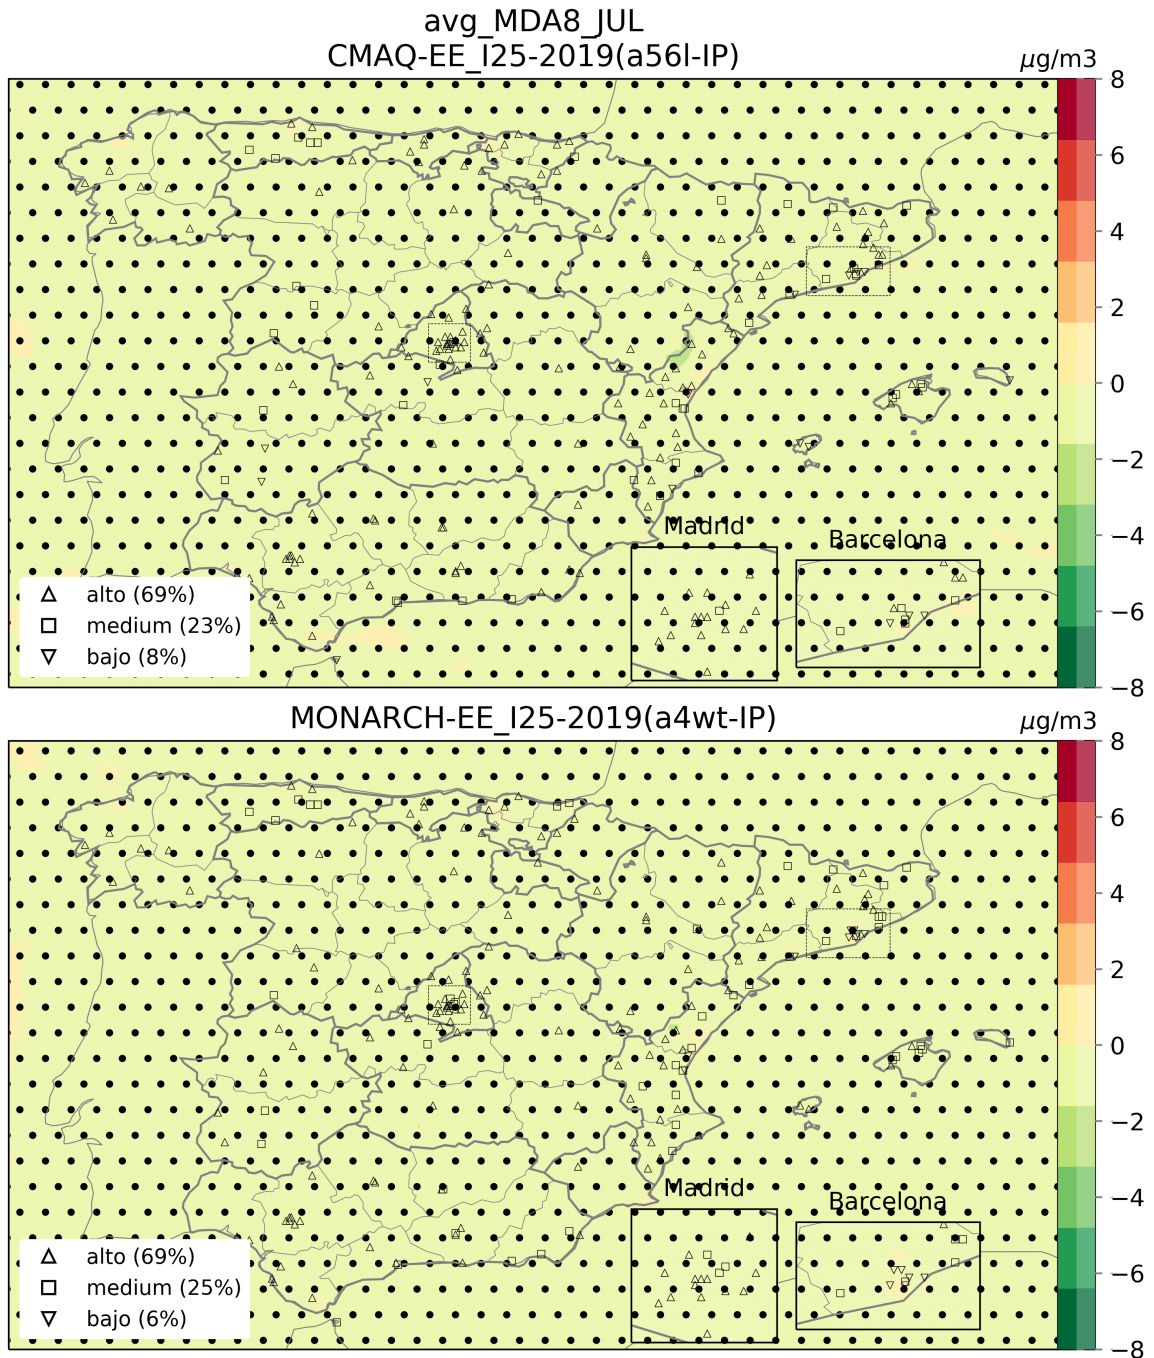 avg_MDA8_JUL
CMAQ-EE_I25-2019(a56l-IP)
μg/m3
8
6
4
2
0
−2
−4
−6
−8
Madrid
Barcelona
alto (69%)
medium (23%)
bajo (8%)
MONARCH-EE_I25-2019(a4wt-IP)
μg/m3
8
6
4
2
0
−2
−4
−6
−8
Madrid
Barcelona
alto (69%)
medium (25%)
bajo (6%)